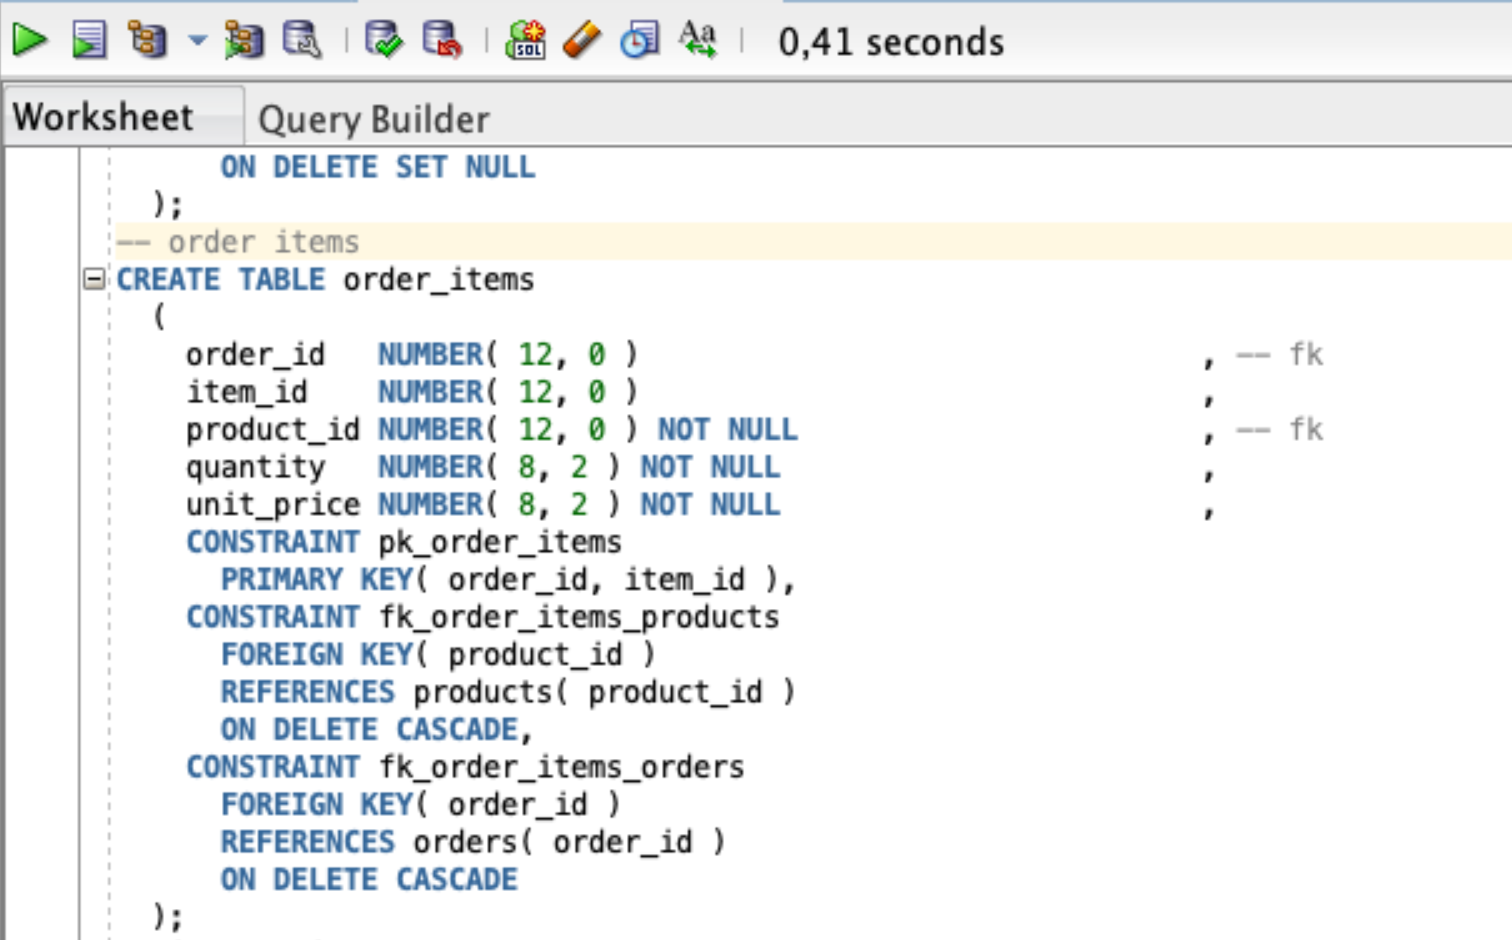 SQL
Aa
0,41 seconds
Worksheet
Query Builder
ON DELETE SET NULL
);
-- order items
CREATE TABLE order_items
(
order_id NUMBER( 12, 0 ) , -- fk
item_id NUMBER( 12, 0 ) ,
product_id NUMBER( 12, 0 ) NOT NULL , -- fk
quantity NUMBER( 8, 2 ) NOT NULL ,
unit_price NUMBER( 8, 2 ) NOT NULL ,
CONSTRAINT pk_order_items
PRIMARY KEY( order_id, item_id ),
CONSTRAINT fk_order_items_products
FOREIGN KEY( product_id )
REFERENCES products( product_id )
ON DELETE CASCADE,
CONSTRAINT fk_order_items_orders
FOREIGN KEY( order_id )
REFERENCES orders( order_id )
ON DELETE CASCADE
);